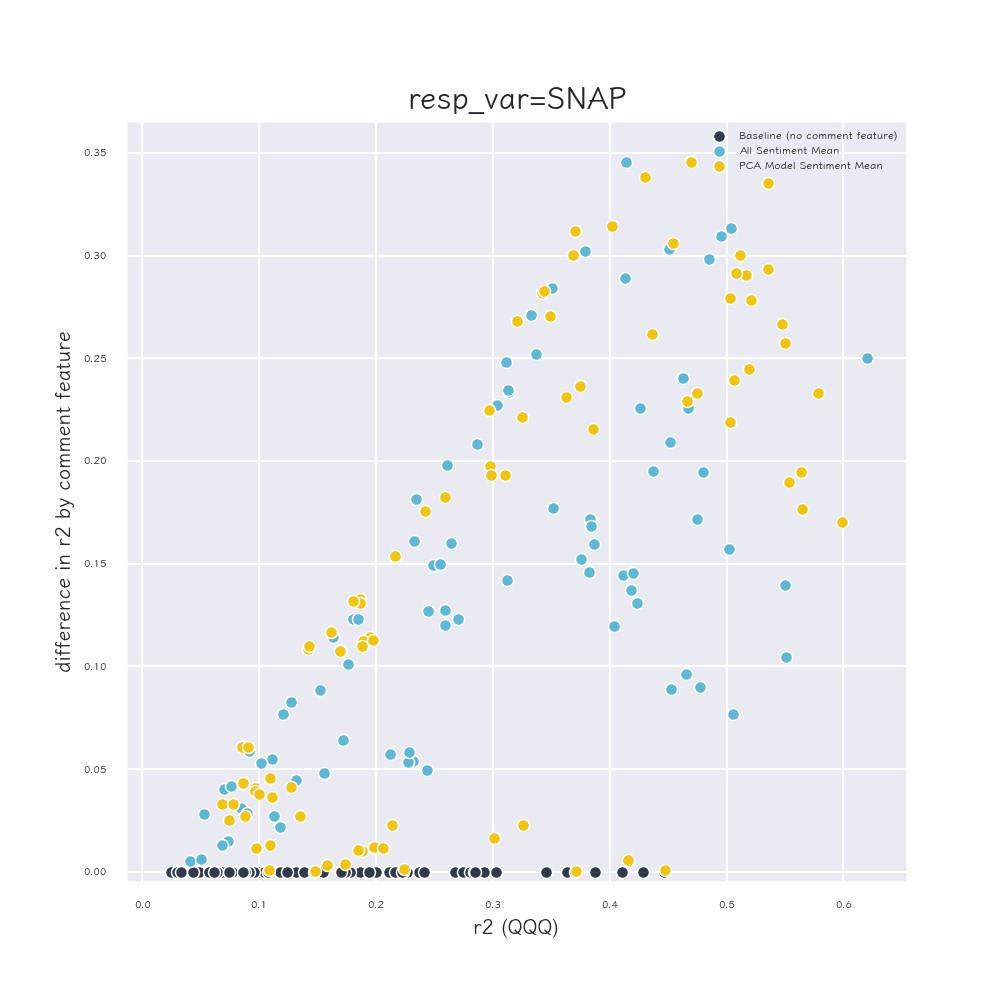 resp_var=SNAP
Baseline (no comment feature)
All Sentiment Mean
PCA Model Sentiment Mean
difference in r2 by comment feature
0.35
0.30
0.25
0.20
0.15
0.10
0.05
0.00
0.0 0.1 0.2 0.3 0.4 0.5 0.6
r2 (QQQ)